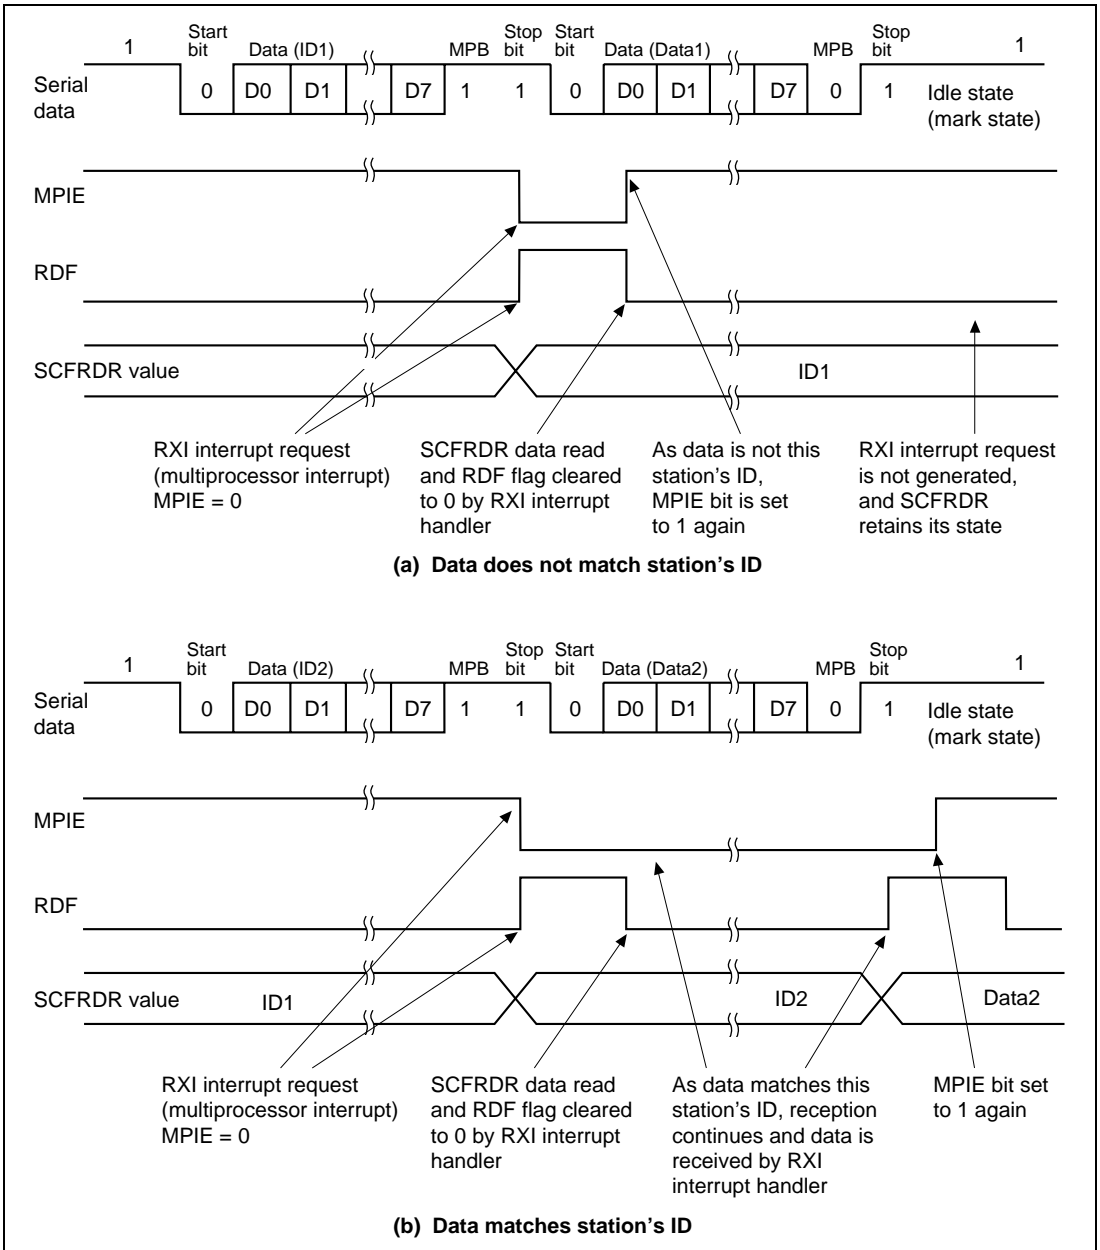 1 Start bit Data (ID1) MPB Stop bit Start bit Data (Data1) MPB Stop bit 1
Serial data 0 D0 D1 D7 1 1 0 D0 D1 D7 0 1 Idle state (mark state)
MPIE
RDF
SCFRDR value ID1
RXI interrupt request
(multiprocessor interrupt)
MPIE = 0
SCFRDR data read
and RDF flag cleared
to 0 by RXI interrupt
handler
As data is not this
station's ID,
MPIE bit is set
to 1 again
RXI interrupt request
is not generated,
and SCFRDR
retains its state
(a) Data does not match station's ID
1 Start bit Data (ID2) MPB Stop bit Start bit Data (Data2) MPB Stop bit 1
Serial data 0 D0 D1 D7 1 1 0 D0 D1 D7 0 1 Idle state (mark state)
MPIE
RDF
SCFRDR value ID1 ID2 Data2
RXI interrupt request
(multiprocessor interrupt)
MPIE = 0
SCFRDR data read
and RDF flag cleared
to 0 by RXI interrupt
handler
As data matches this
station's ID, reception
continues and data is
received by RXI
interrupt handler
MPIE bit set
to 1 again
(b) Data matches station's ID